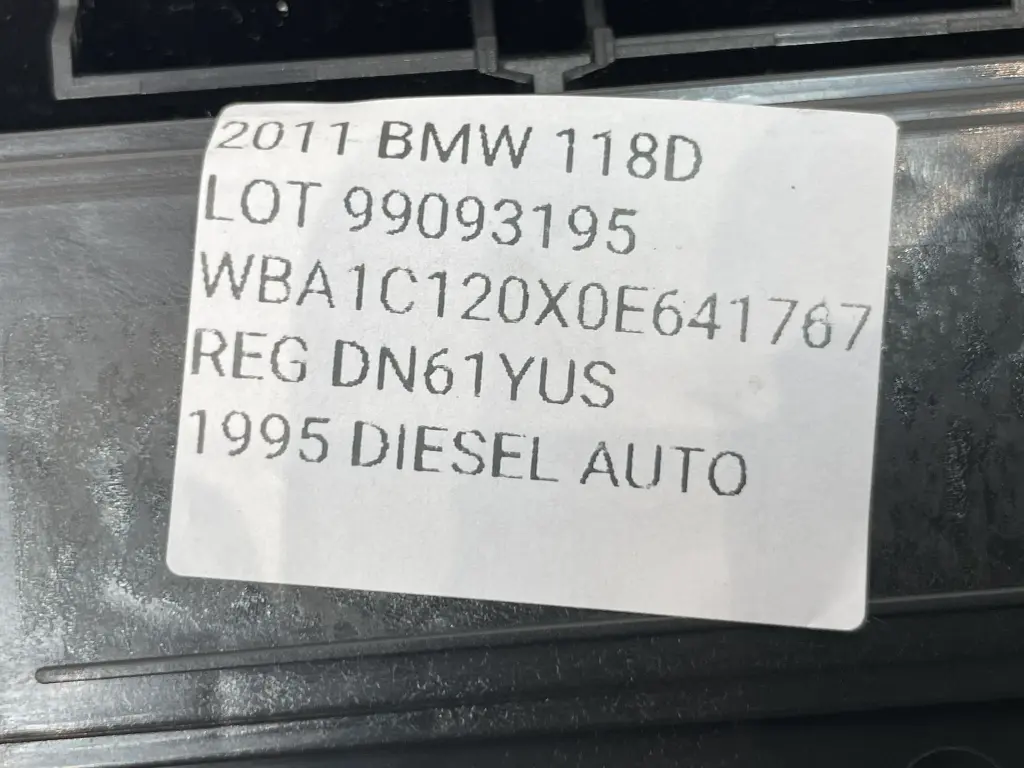 2011 BMW 118D
LOT 99093195
WBA1C120X0E641767
REG DN61YUS
1995 DIESEL AUTO